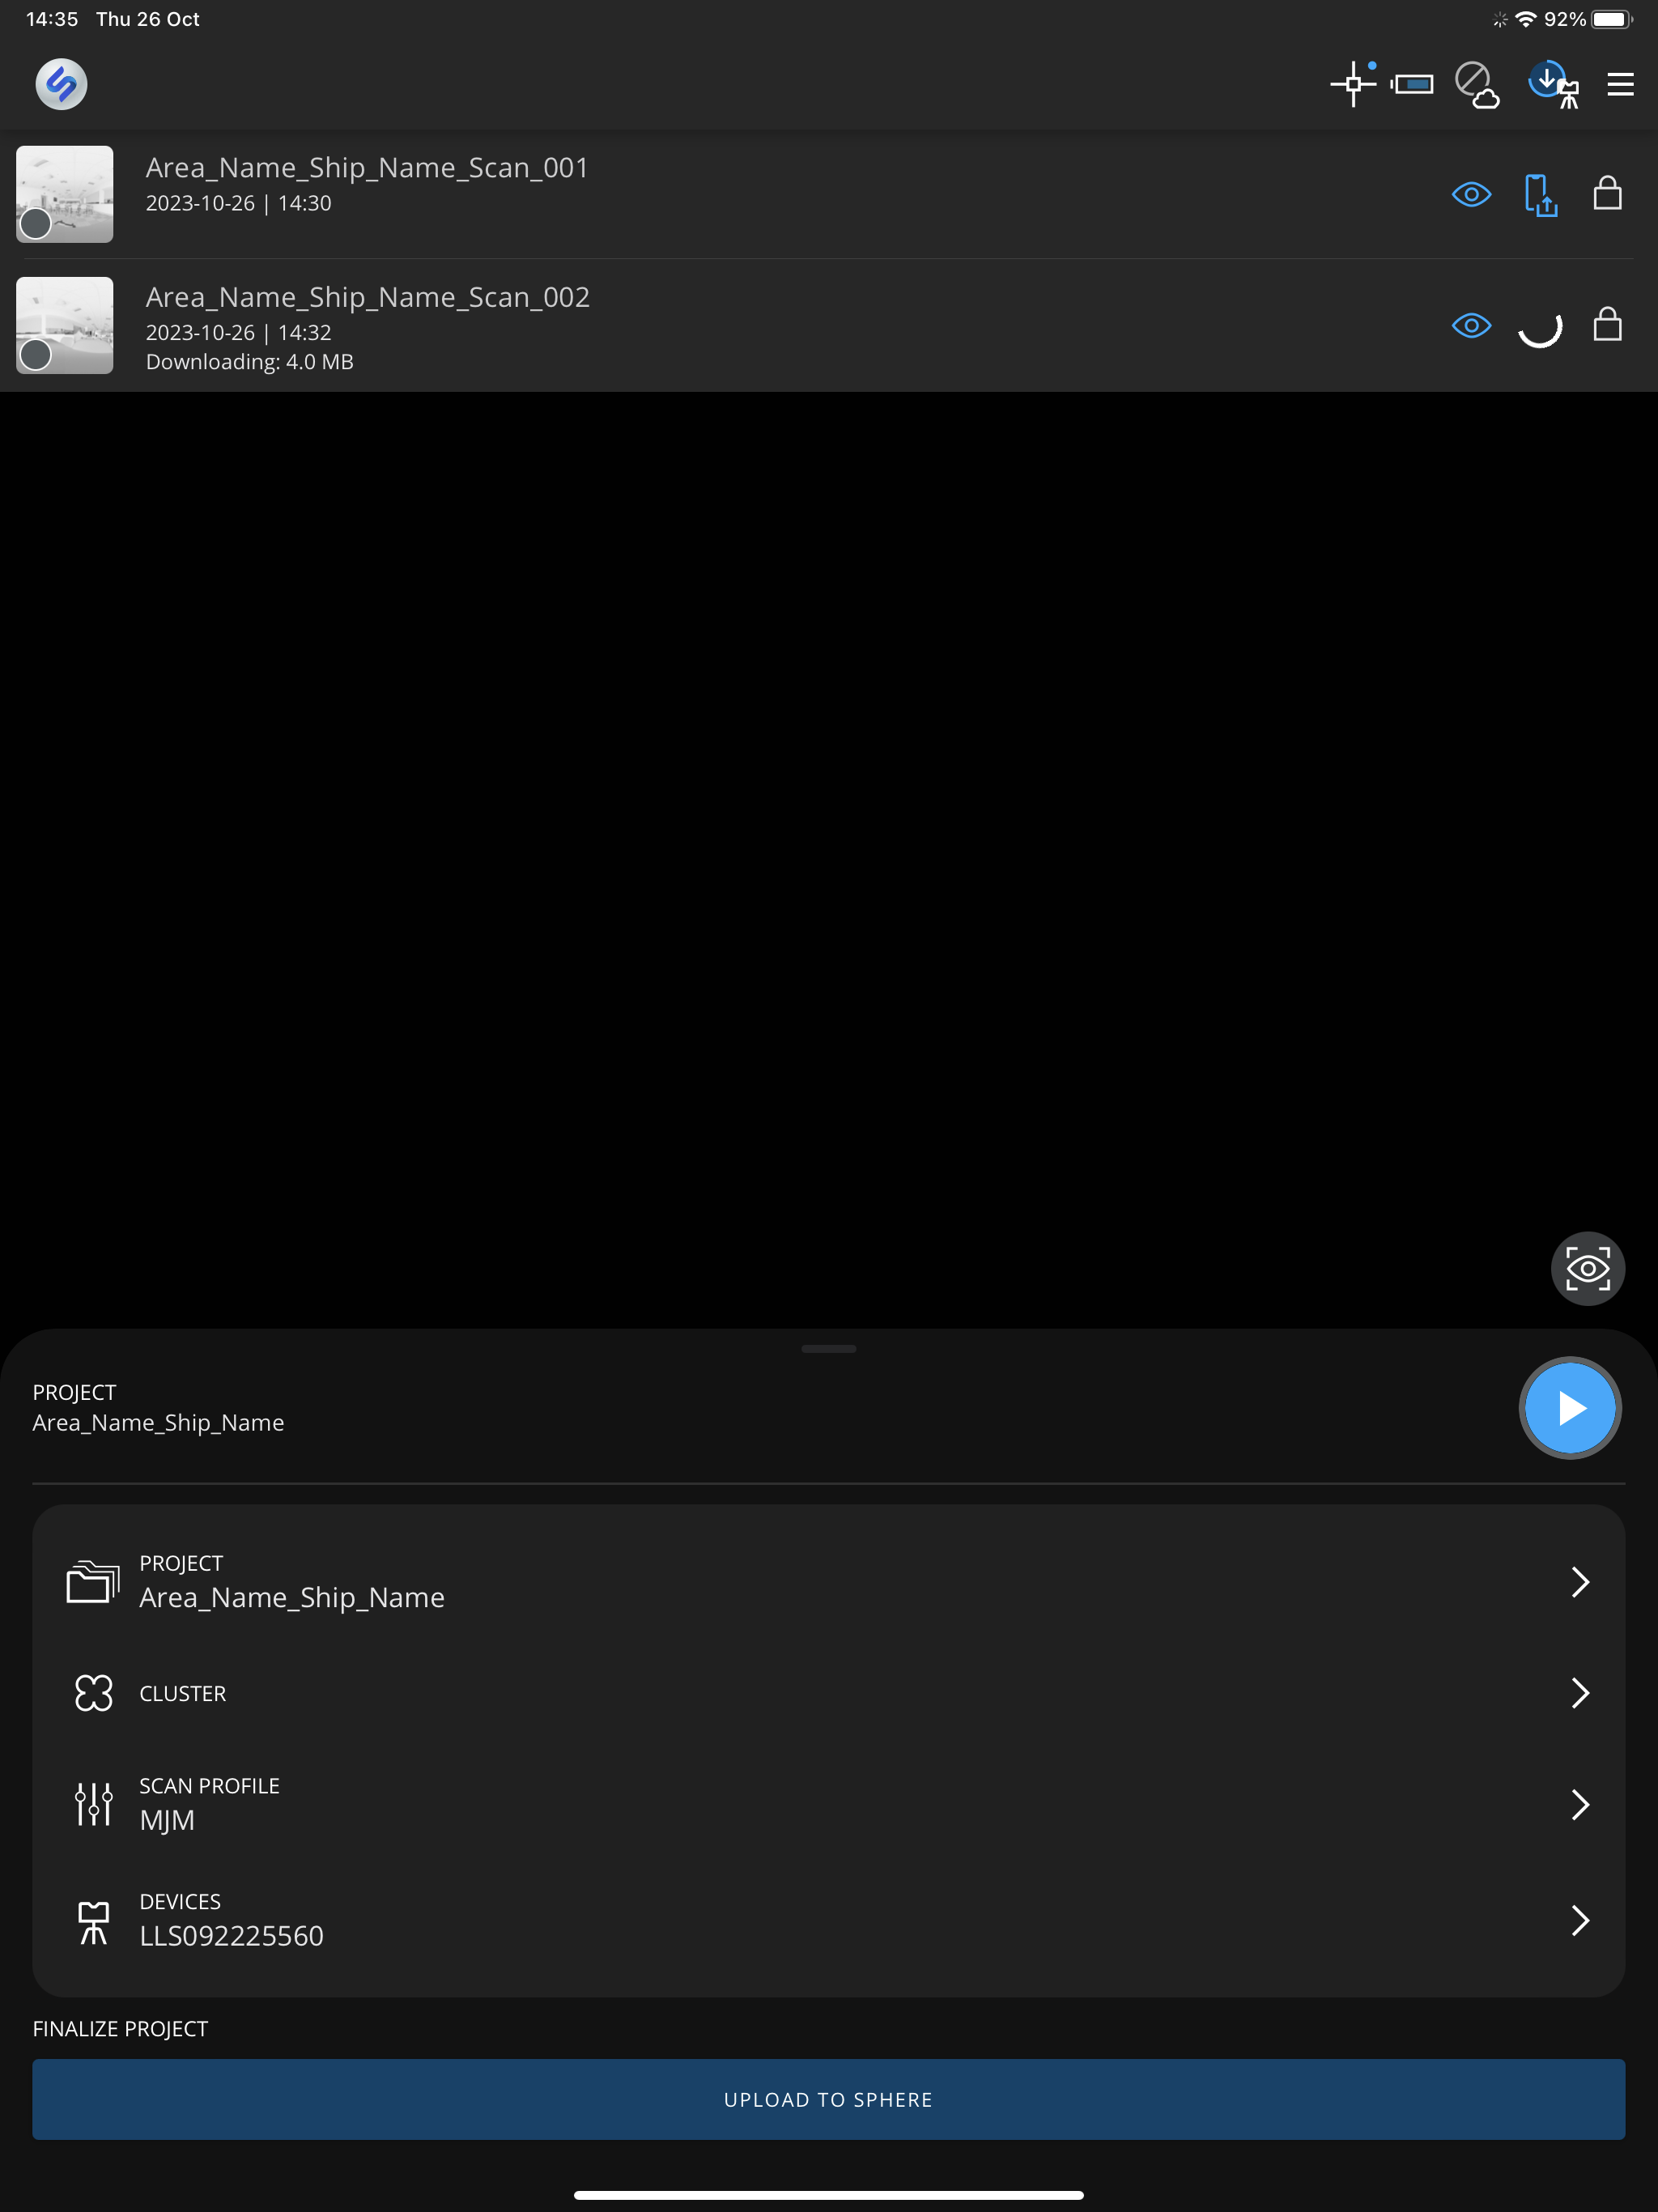 14:35 Thu 26 Oct 92%
Area_Name_Ship_Name_Scan_001
2023-10-26 | 14:30
Area_Name_Ship_Name_Scan_002
2023-10-26 | 14:32
Downloading: 4.0 MB
PROJECT
Area_Name_Ship_Name
PROJECT
Area_Name_Ship_Name
CLUSTER
SCAN PROFILE
MJM
DEVICES
LLS092225560
FINALIZE PROJECT
UPLOAD TO SPHERE